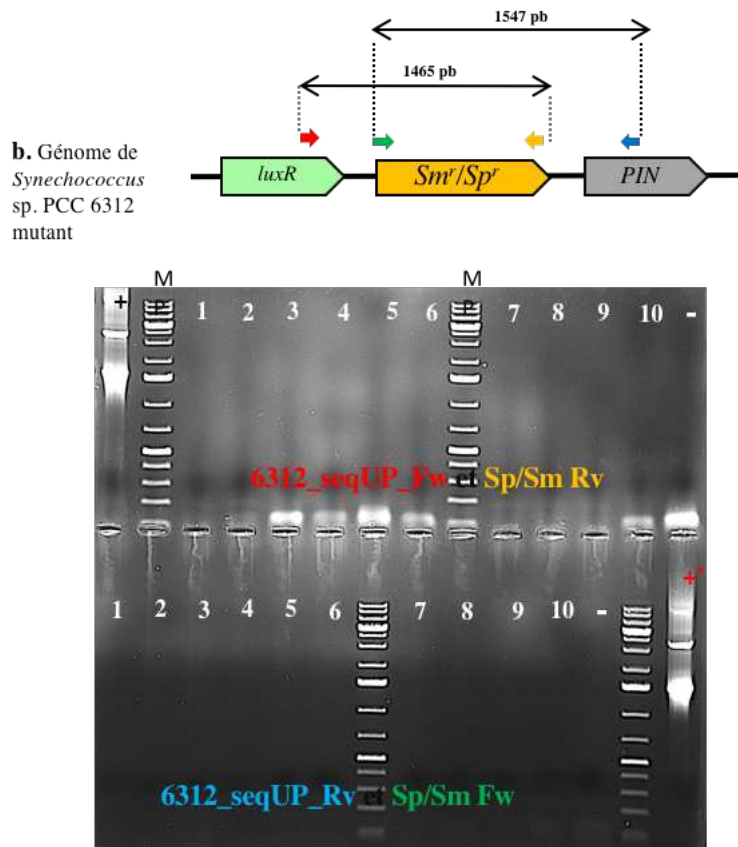 1547 pb
1465 pb
b. Génome de
Synechococcus
sp. PCC 6312
mutant
luxR
Smʳ/Spʳ
PIN
M M
+ P 1 2 3 4 5 6 P 7 8 9 10 -
6312_seqUP_Fw et Sp/Sm Rv
+*
1 2 3 4 5 6 7 8 9 10 -
6312_seqUP_Rv et Sp/Sm Fw